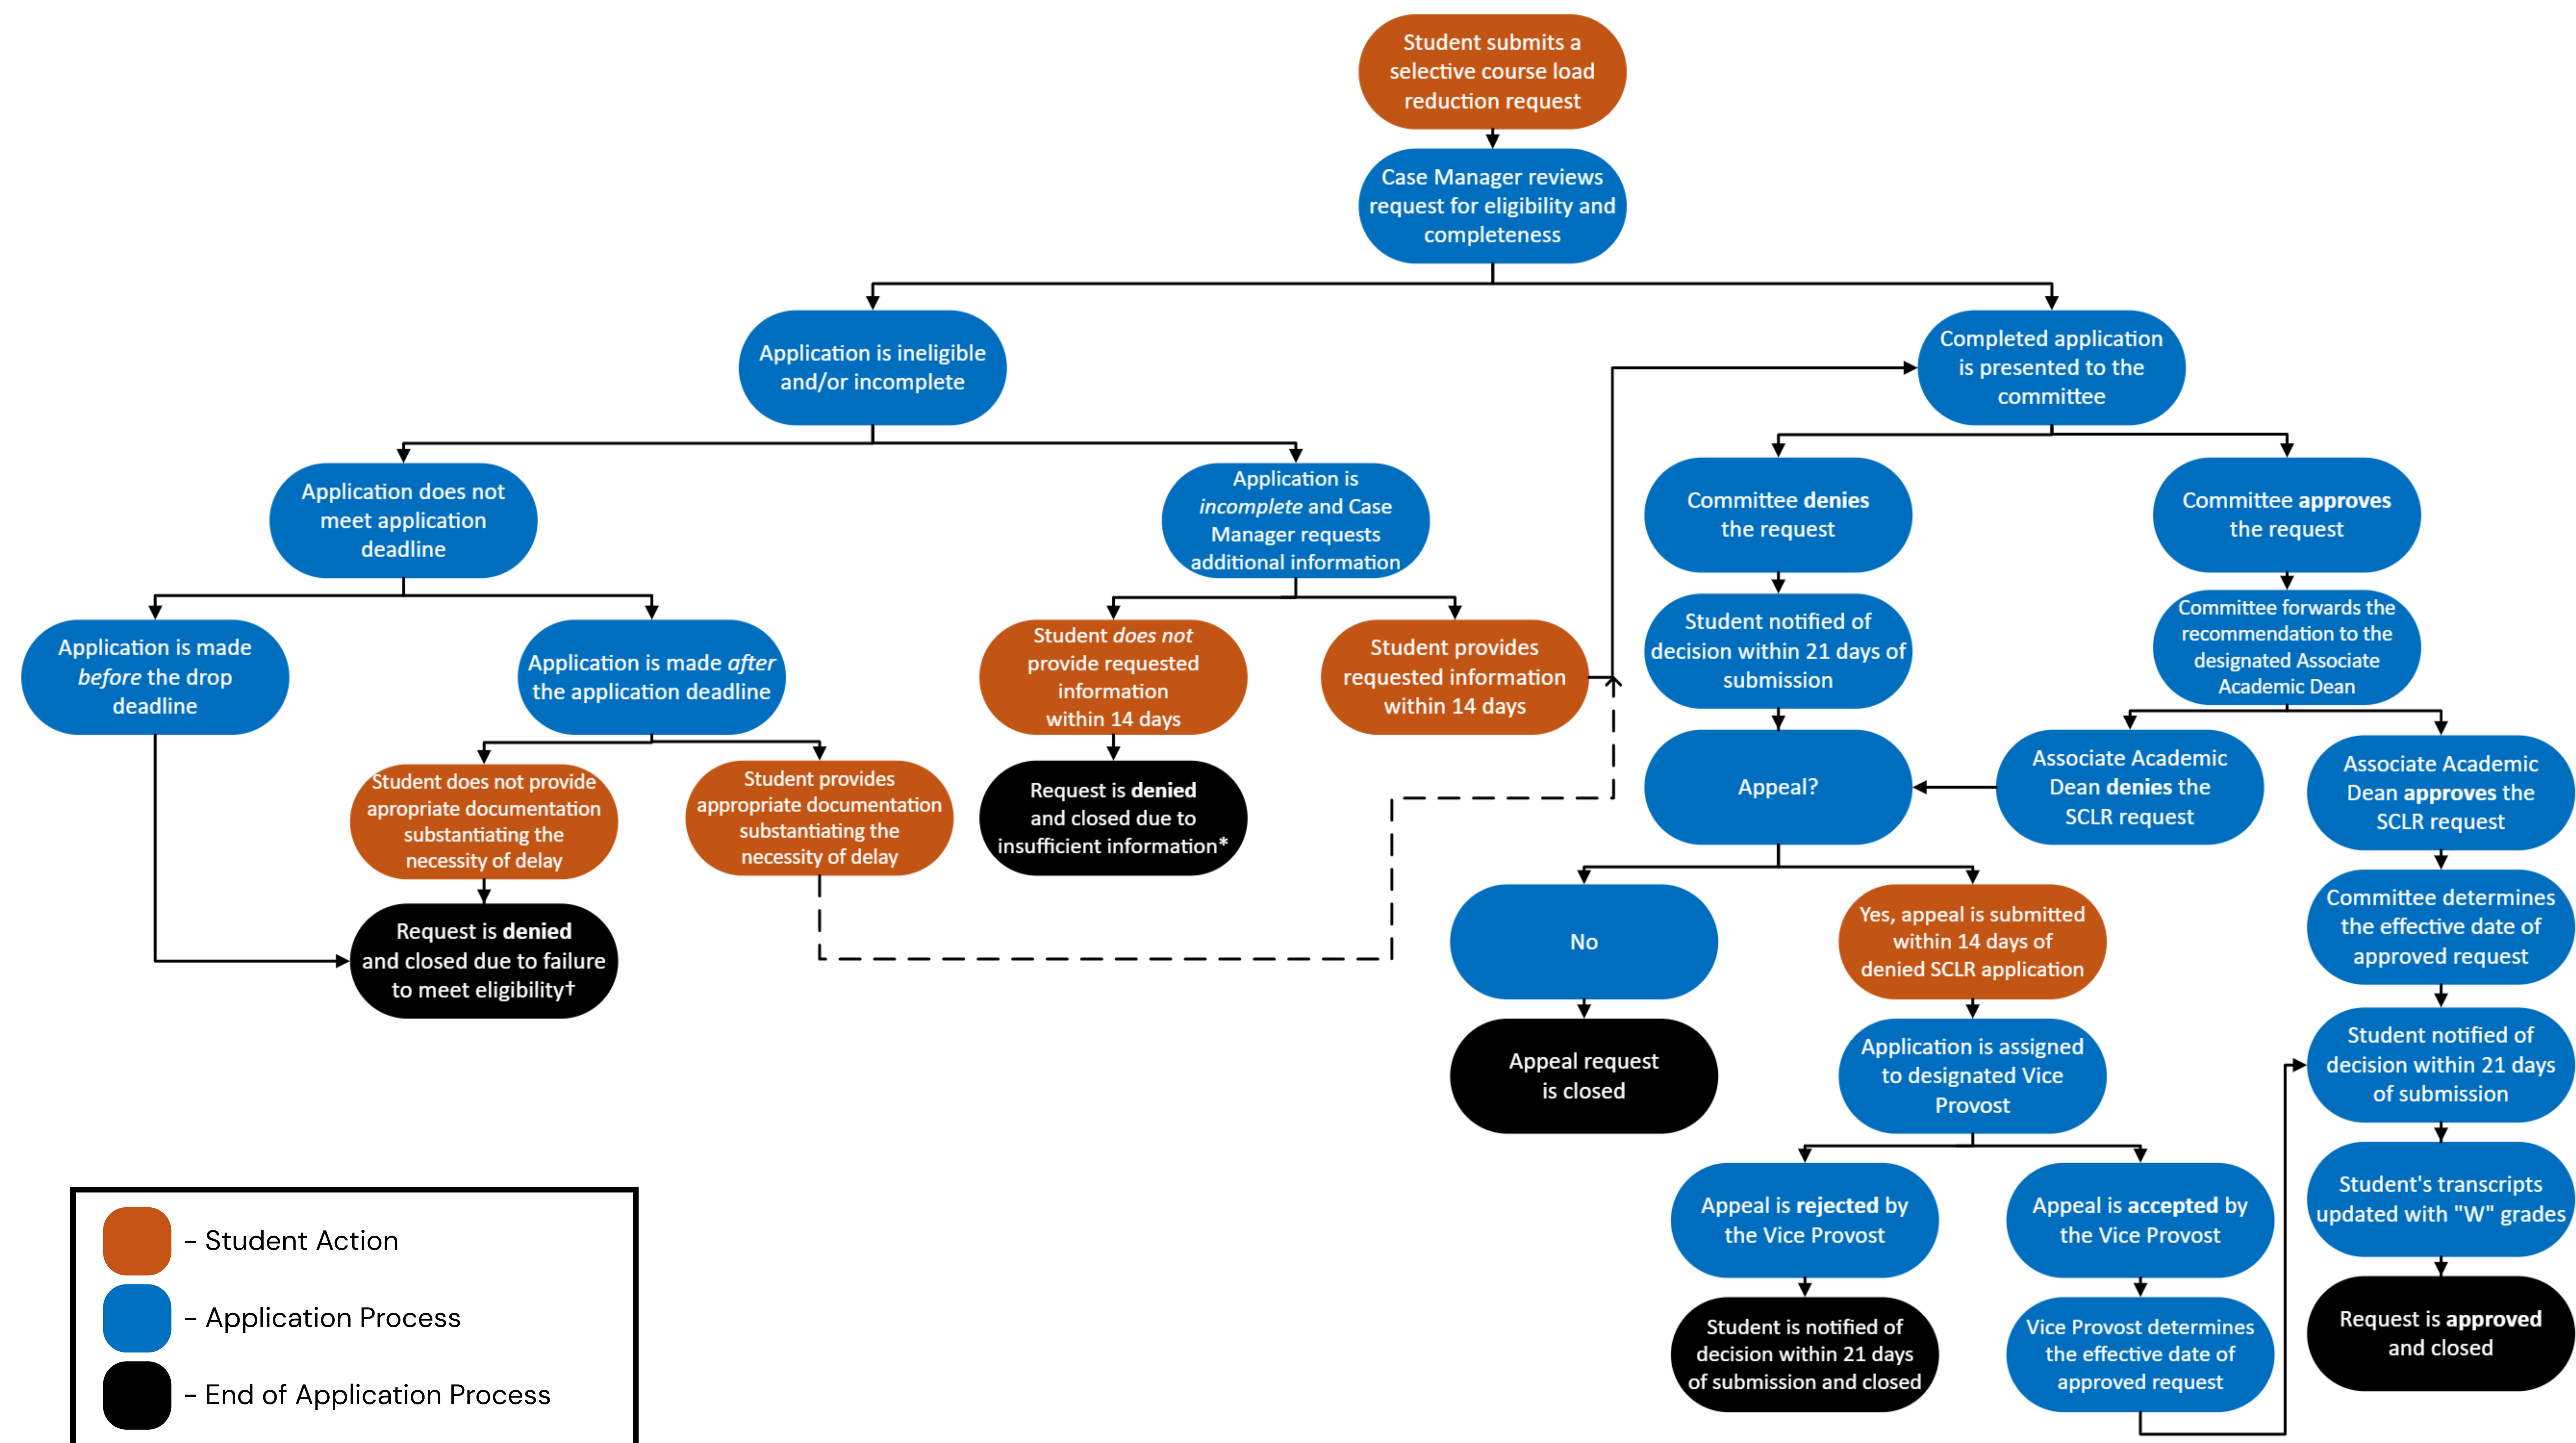 Student submits a
selective course load
reduction request
Case Manager reviews
request for eligibility and
completeness
Application is ineligible
and/or incomplete
Completed application
is presented to the
committee
Application does not
meet application
deadline
Application is
incomplete and Case
Manager requests
additional information
Committee denies
the request
Committee approves
the request
Application is made
before the drop
deadline
Application is made after
the application deadline
Student does not
provide requested
information
within 14 days
Student provides
requested information
within 14 days
Student notified of
decision within 21 days of
submission
Committee forwards the
recommendation to the
designated Associate
Academic Dean
Student does not provide
apropriate documentation
substantiating the
necessity of delay
Student provides
appropriate documentation
substantiating the
necessity of delay
Request is denied
and closed due to
insufficient information*
Appeal?
Associate Academic
Dean denies the
SCLR request
Associate Academic
Dean approves the
SCLR request
Request is denied
and closed due to failure
to meet eligibility†
No
Yes, appeal is submitted
within 14 days of
denied SCLR application
Committee determines
the effective date of
approved request
Appeal request
is closed
Application is assigned
to designated Vice
Provost
Student notified of
decision within 21 days
of submission
Appeal is rejected by
the Vice Provost
Appeal is accepted by
the Vice Provost
Student's transcripts
updated with "W" grades
Student is notified of
decision within 21 days
of submission and closed
Vice Provost determines
the effective date of
approved request
Request is approved
and closed
- Student Action
- Application Process
- End of Application Process